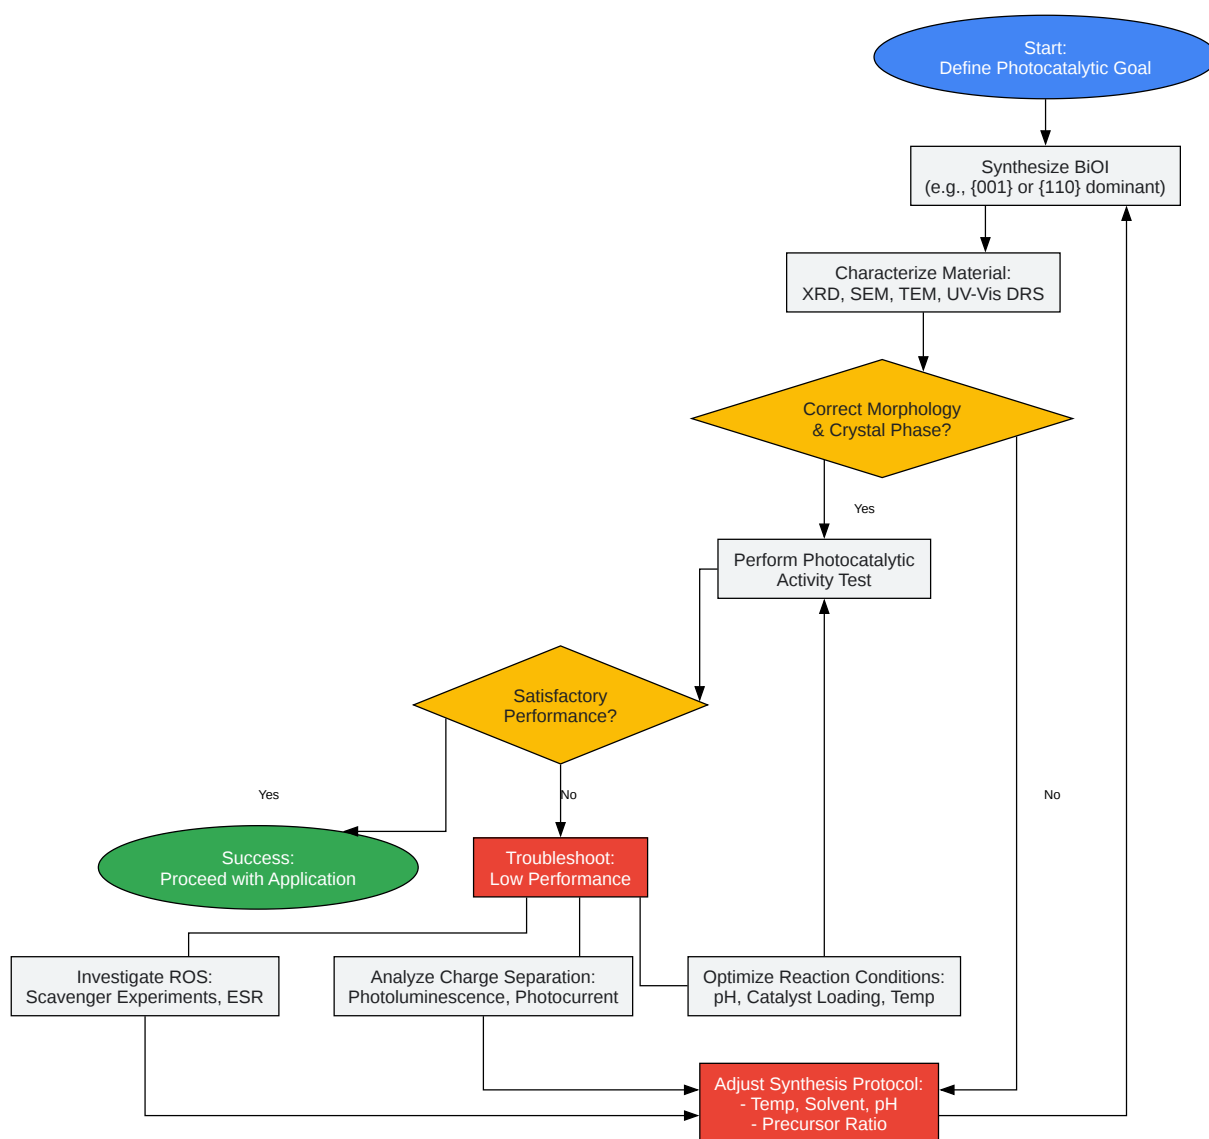 Start:
Define Photocatalytic Goal
Synthesize BiOI
(e.g., {001} or {110} dominant)
Characterize Material:
XRD, SEM, TEM, UV-Vis DRS
Correct Morphology
& Crystal Phase?
Yes
Perform Photocatalytic
Activity Test
Satisfactory
Performance?
Yes
No
No
Success:
Proceed with Application
Troubleshoot:
Low Performance
Investigate ROS:
Scavenger Experiments, ESR
Analyze Charge Separation:
Photoluminescence, Photocurrent
Optimize Reaction Conditions:
pH, Catalyst Loading, Temp
Adjust Synthesis Protocol:
- Temp, Solvent, pH
- Precursor Ratio